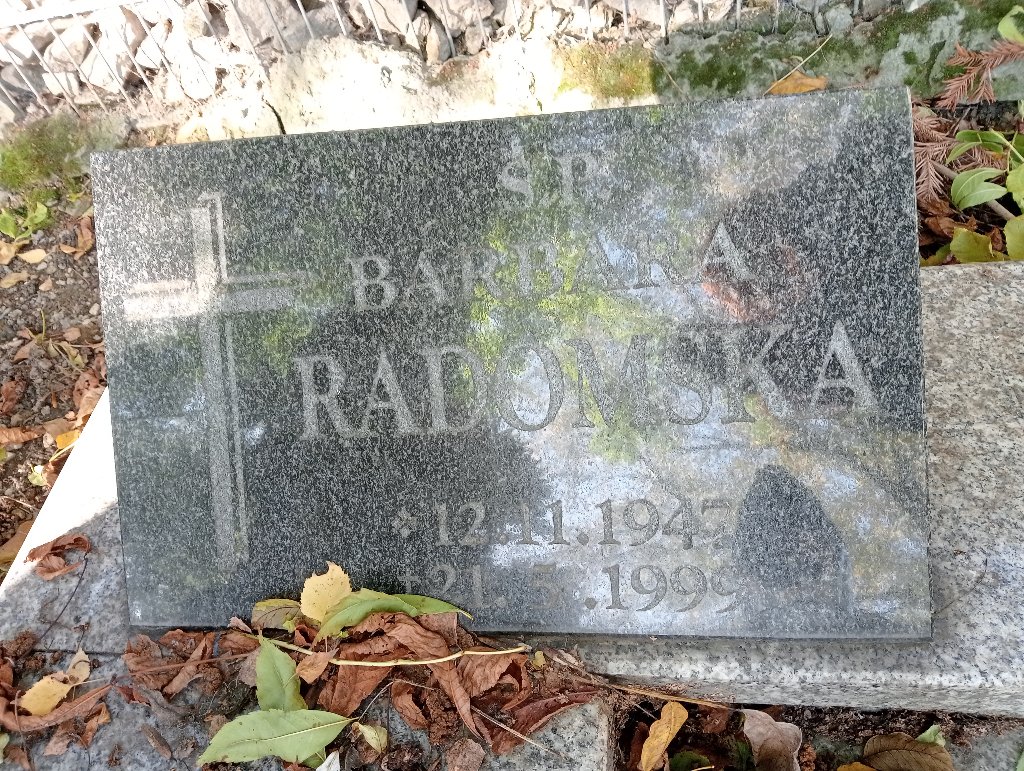 Ś.P.
BARBARA
RADOMSKA
* 12.11.1947
+ 21. 5 .1999